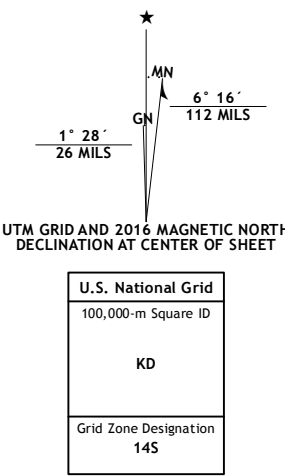 MN
6° 16´
112 MILS
GN
1° 28´
26 MILS
UTM GRID AND 2016 MAGNETIC NORTH
DECLINATION AT CENTER OF SHEET
U.S. National Grid
100,000-m Square ID
KD
Grid Zone Designation
14S